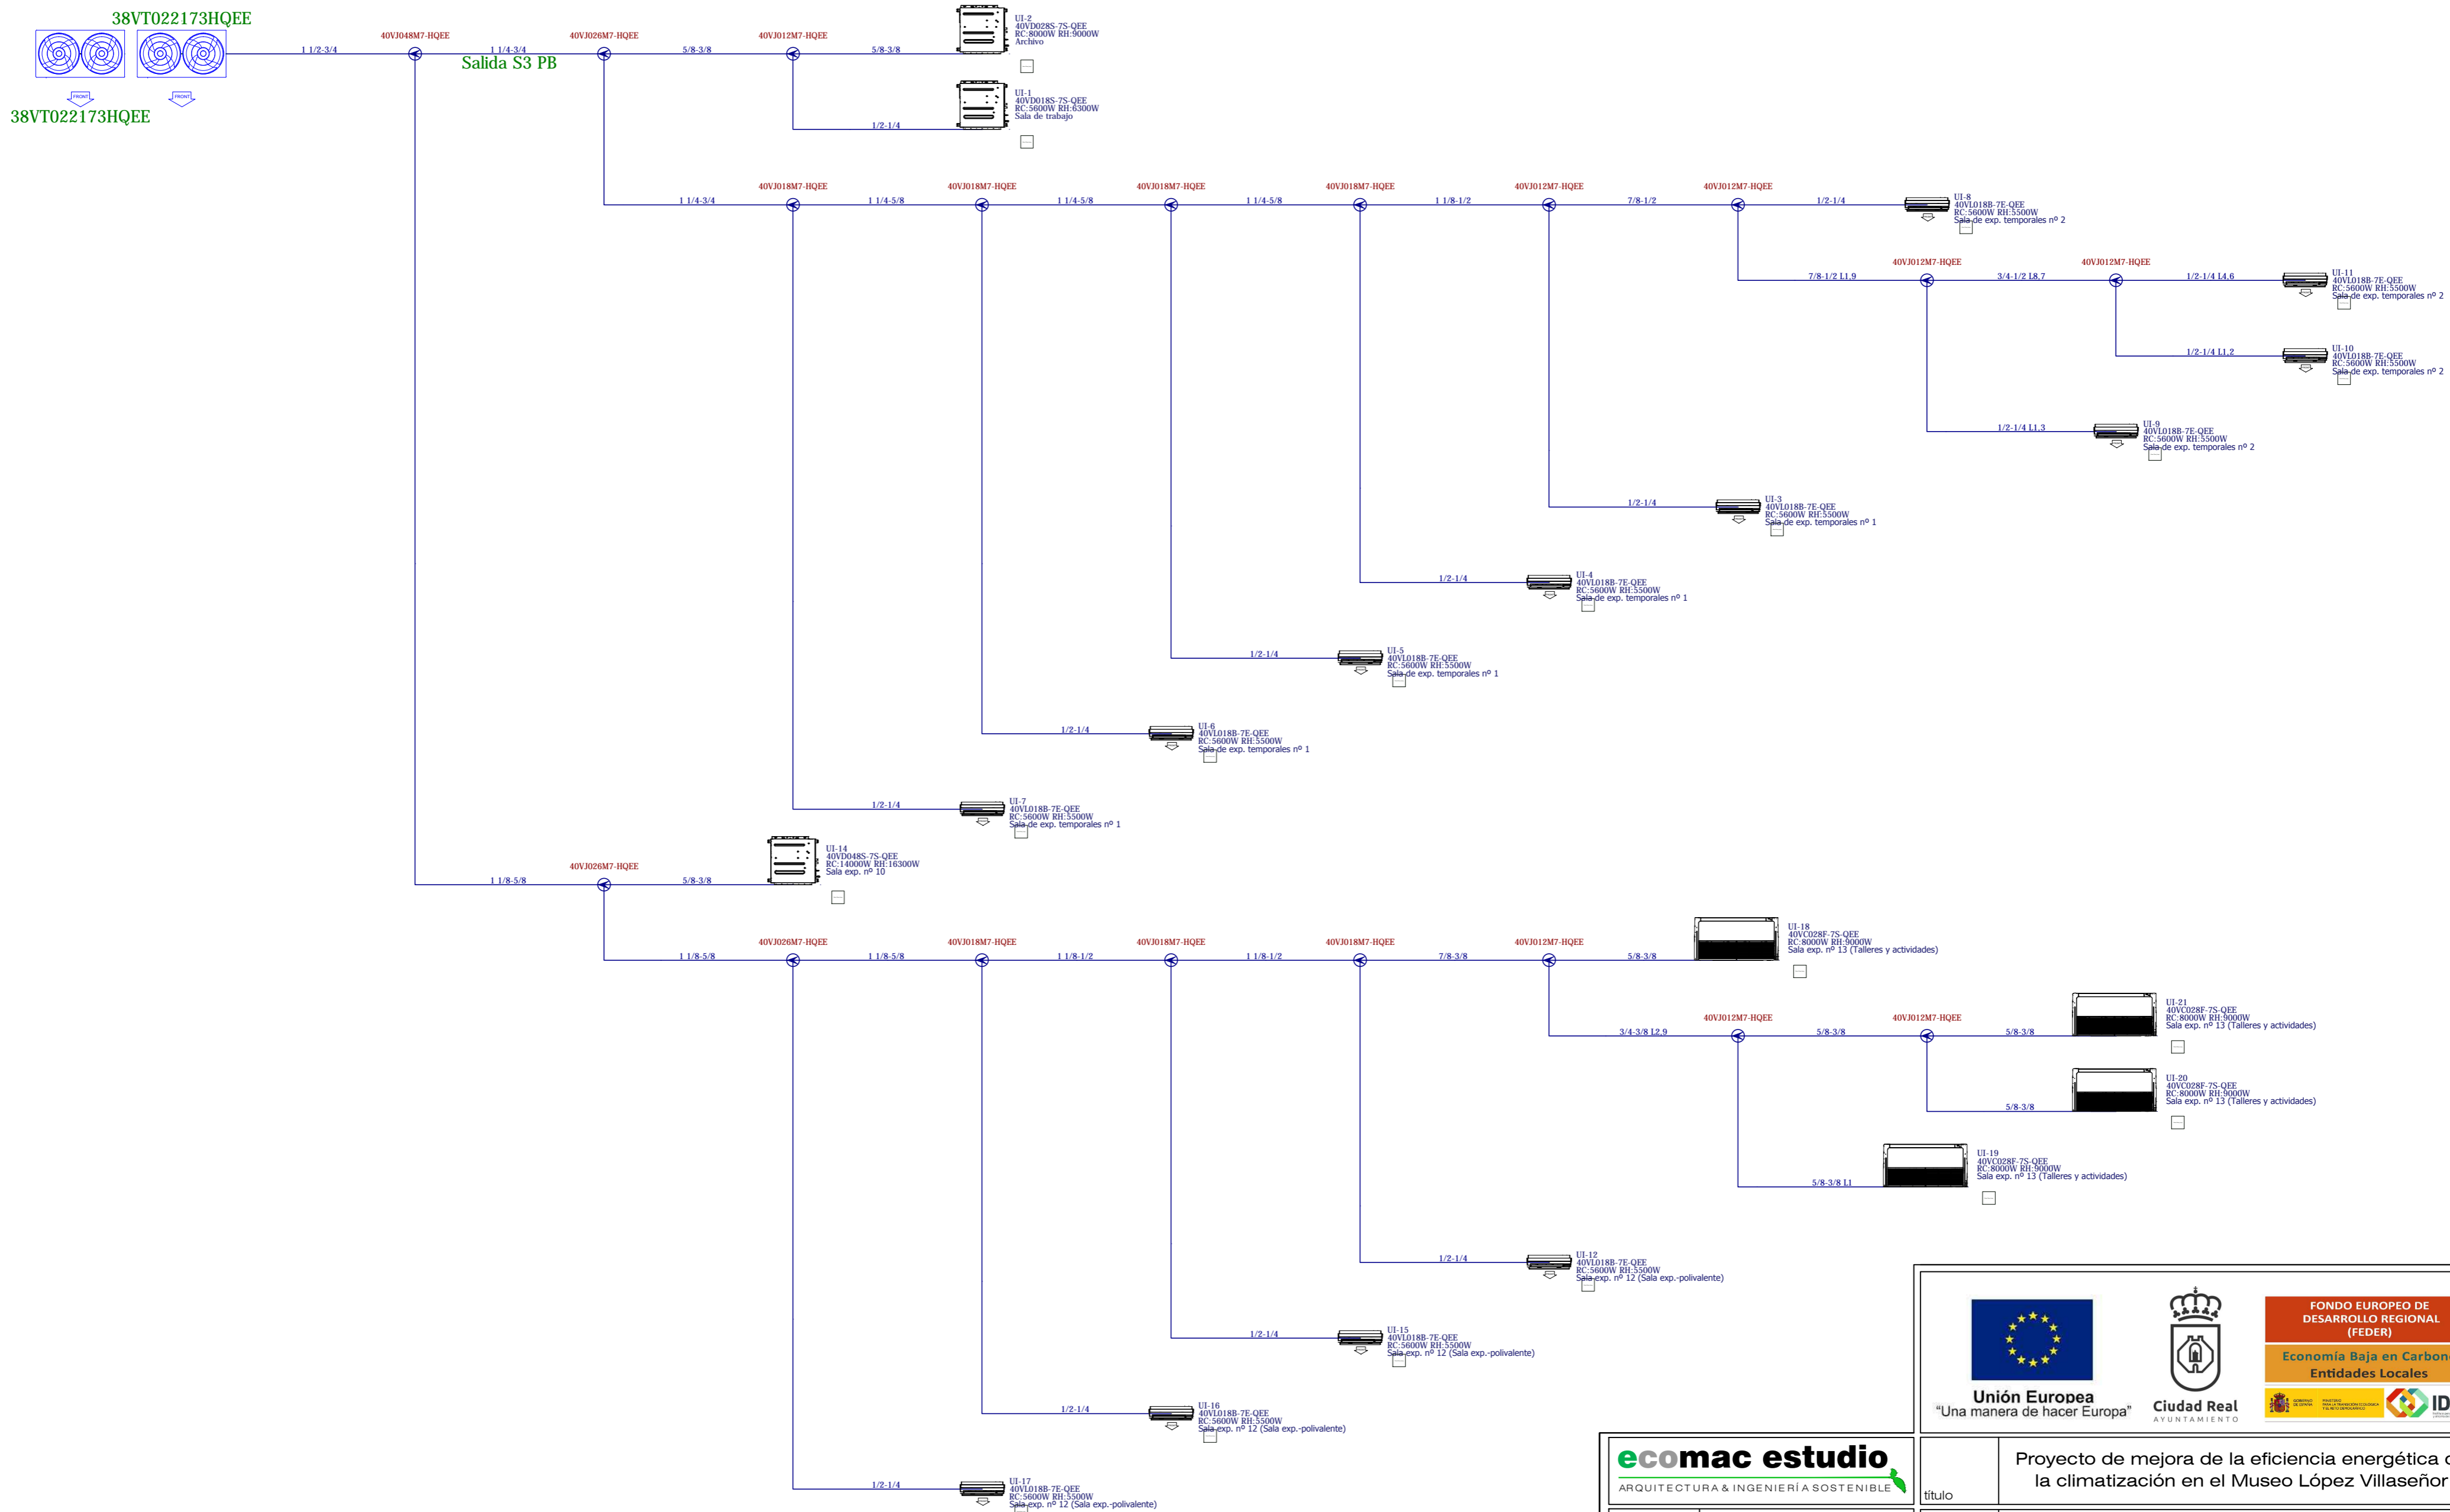 38VT022173HQEE
FRONT
FRONT
38VT022173HQEE
1 1/2-3/4
40VJ048M7-HQEE
1 1/4-3/4
Salida S3 PB
40VJ026M7-HQEE
5/8-3/8
40VJ012M7-HQEE
5/8-3/8
UI-2
40VD028S-7S-QEE
RC:8000W RH:9000W
Archivo
1/2-1/4
UI-1
40VD018S-7S-QEE
RC:5600W RH:6300W
Sala de trabajo
1 1/4-3/4
40VJ018M7-HQEE
1 1/4-5/8
40VJ018M7-HQEE
1 1/4-5/8
40VJ018M7-HQEE
1 1/4-5/8
40VJ018M7-HQEE
1 1/8-1/2
40VJ012M7-HQEE
7/8-1/2
40VJ012M7-HQEE
1/2-1/4
UI-8
40VL018B-7E-QEE
RC:5600W RH:5500W
Sala de exp. temporales nº 2
7/8-1/2 L1,9
40VJ012M7-HQEE
3/4-1/2 L8,7
40VJ012M7-HQEE
1/2-1/4 L4,6
UI-11
40VL018B-7E-QEE
RC:5600W RH:5500W
Sala de exp. temporales nº 2
1/2-1/4 L1,2
UI-10
40VL018B-7E-QEE
RC:5600W RH:5500W
Sala de exp. temporales nº 2
1/2-1/4 L1,3
UI-9
40VL018B-7E-QEE
RC:5600W RH:5500W
Sala de exp. temporales nº 2
1/2-1/4
UI-3
40VL018B-7E-QEE
RC:5600W RH:5500W
Sala de exp. temporales nº 1
1/2-1/4
UI-4
40VL018B-7E-QEE
RC:5600W RH:5500W
Sala de exp. temporales nº 1
1/2-1/4
UI-5
40VL018B-7E-QEE
RC:5600W RH:5500W
Sala de exp. temporales nº 1
1/2-1/4
UI-6
40VL018B-7E-QEE
RC:5600W RH:5500W
Sala de exp. temporales nº 1
1/2-1/4
UI-7
40VL018B-7E-QEE
RC:5600W RH:5500W
Sala de exp. temporales nº 1
1 1/8-5/8
40VJ026M7-HQEE
5/8-3/8
UI-14
40VD048S-7S-QEE
RC:14000W RH:16300W
Sala exp. nº 10
1 1/8-5/8
40VJ026M7-HQEE
1 1/8-5/8
40VJ018M7-HQEE
1 1/8-1/2
40VJ018M7-HQEE
1 1/8-1/2
40VJ018M7-HQEE
7/8-3/8
40VJ012M7-HQEE
5/8-3/8
UI-18
40VC028F-7S-QEE
RC:8000W RH:9000W
Sala exp. nº 13 (Talleres y actividades)
3/4-3/8 L2,9
40VJ012M7-HQEE
5/8-3/8
40VJ012M7-HQEE
5/8-3/8
UI-21
40VC028F-7S-QEE
RC:8000W RH:9000W
Sala exp. nº 13 (Talleres y actividades)
5/8-3/8
UI-20
40VC028F-7S-QEE
RC:8000W RH:9000W
Sala exp. nº 13 (Talleres y actividades)
5/8-3/8 L1
UI-19
40VC028F-7S-QEE
RC:8000W RH:9000W
Sala exp. nº 13 (Talleres y actividades)
1/2-1/4
UI-12
40VL018B-7E-QEE
RC:5600W RH:5500W
Sala exp. nº 12 (Sala exp.-polivalente)
1/2-1/4
UI-15
40VL018B-7E-QEE
RC:5600W RH:5500W
Sala exp. nº 12 (Sala exp.-polivalente)
1/2-1/4
UI-16
40VL018B-7E-QEE
RC:5600W RH:5500W
Sala exp. nº 12 (Sala exp.-polivalente)
1/2-1/4
UI-17
40VL018B-7E-QEE
RC:5600W RH:5500W
Sala exp. nº 12 (Sala exp.-polivalente)
Unión Europea
“Una manera de hacer Europa”
Ciudad Real
AYUNTAMIENTO
FONDO EUROPEO DE
DESARROLLO REGIONAL
(FEDER)
Economía Baja en Carbon
Entidades Locales
ID
ecomac estudio
ARQUITECTURA & INGENIERÍA SOSTENIBLE
título
Proyecto de mejora de la eficiencia energética
la climatización en el Museo López Villaseñor